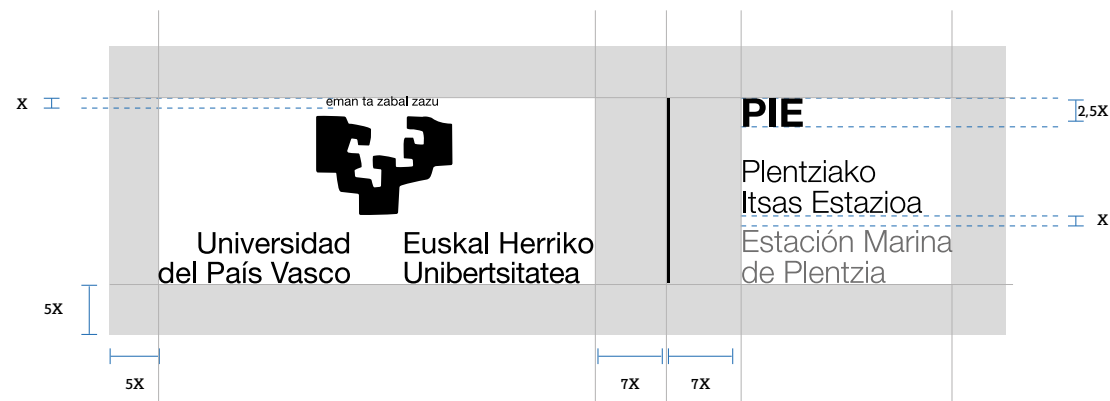 X
eman ta zabal zazu
Universidad
del País Vasco
Euskal Herriko
Unibertsitatea
PIE
Plentziako
Itsas Estazioa
Estación Marina
de Plentzia
2,5X
X
5X
5X
7X
7X